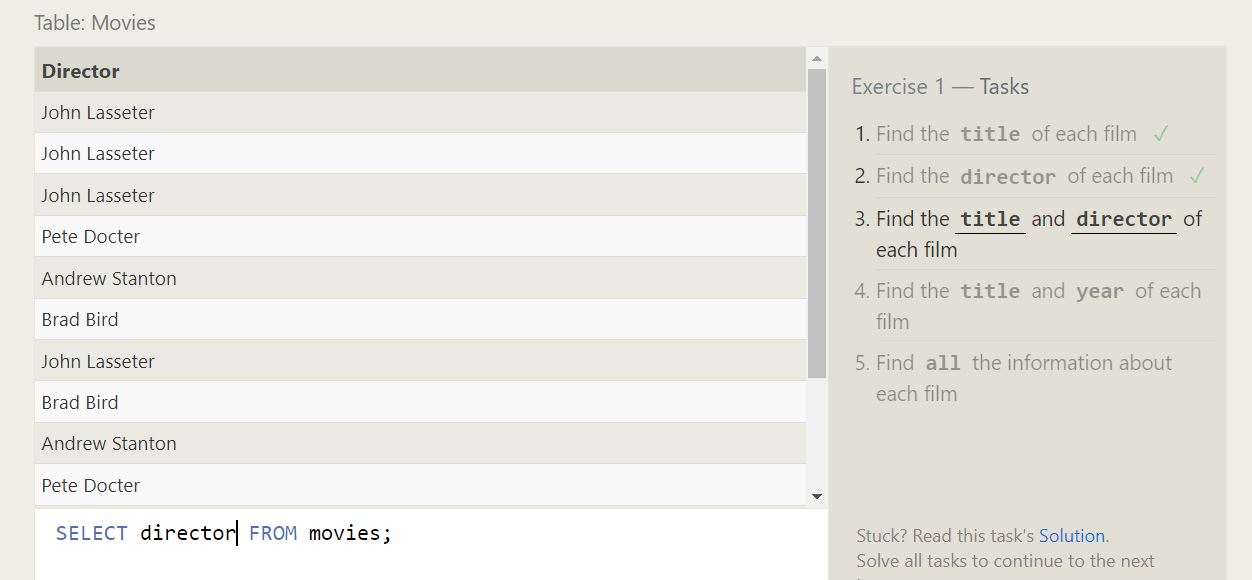 Table: Movies
Director
John Lasseter
John Lasseter
John Lasseter
Pete Docter
Andrew Stanton
Brad Bird
John Lasseter
Brad Bird
Andrew Stanton
Pete Docter
SELECT director FROM movies;
Exercise 1 — Tasks
1. Find the title of each film ✓
2. Find the director of each film ✓
3. Find the title and director of
each film
4. Find the title and year of each
film
5. Find all the information about
each film
Stuck? Read this task's Solution.
Solve all tasks to continue to the next